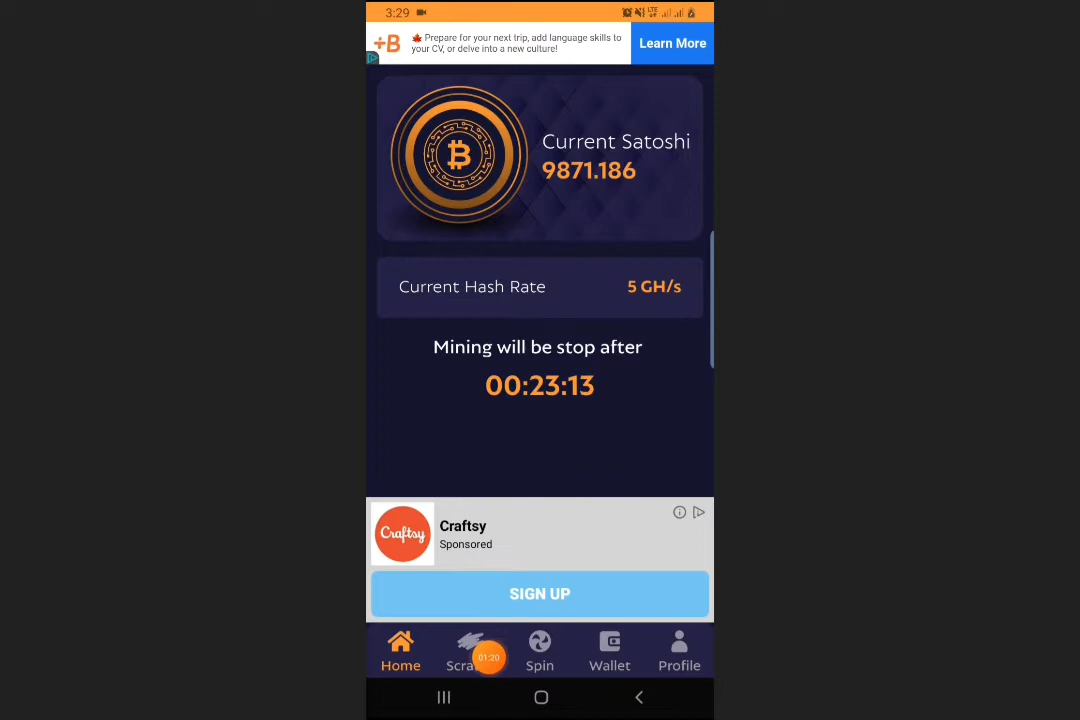 3:29
LTE
+B
Prepare for your next trip, add language skills to
your CV, or delve into a new culture!
Learn More
Current Satoshi
9871.186
Current Hash Rate
5 GH/s
Mining will be stop after
00:23:13
Craftsy
Craftsy
Sponsored
SIGN UP
01:20
Home
Scra
Spin
Wallet
Profile